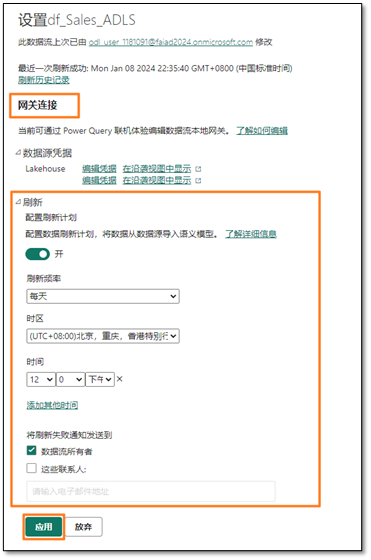 设置df_Sales_ADLS
此数据流上次已由 odl_user_1181091@faiad2024.onmicrosoft.com 修改
最近一次刷新成功: Mon Jan 08 2024 22:35:40 GMT+0800 (中国标准时间)
刷新历史记录
网关连接
当前可通过 Power Query 联机体验编辑数据流本地网关。 了解如何编辑
数据源凭据
Lakehouse 编辑凭据 在沿袭视图中显示
编辑凭据 在沿袭视图中显示
刷新
配置刷新计划
配置数据刷新计划，将数据从数据源导入语义模型。 了解详细信息
开
刷新频率
每天
时区
(UTC+08:00)北京，重庆，香港特別行
时间
12 0 下午 ×
添加其他时间
将刷新失败通知发送到
数据流所有者
这些联系人:
请输入电子邮件地址
应用 放弃